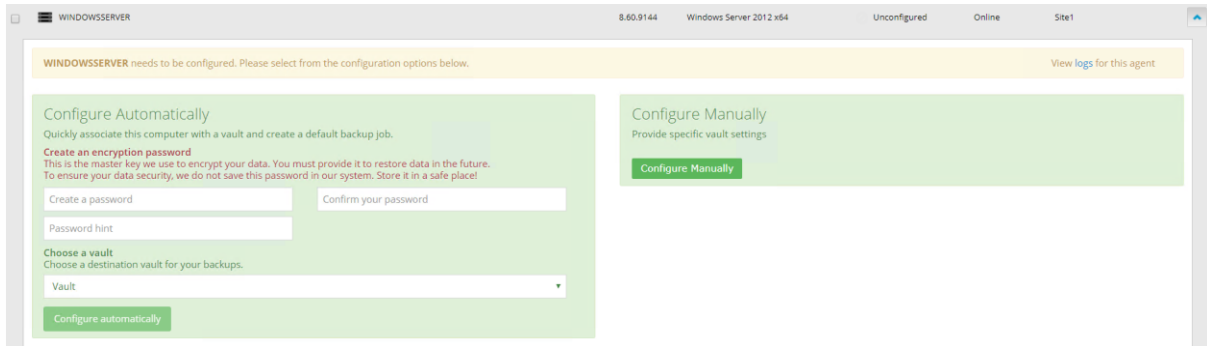 WINDOWSSERVER 8.60.9144 Windows Server 2012 x64 Unconfigured Online Site1
WINDOWSSERVER needs to be configured. Please select from the configuration options below. View logs for this agent
Configure Automatically
Quickly associate this computer with a vault and create a default backup job.
Create an encryption password
This is the master key we use to encrypt your data. You must provide it to restore data in the future.
To ensure your data security, we do not save this password in our system. Store it in a safe place!
Create a password Confirm your password
Password hint
Choose a vault
Choose a destination vault for your backups.
Vault
Configure automatically
Configure Manually
Provide specific vault settings
Configure Manually